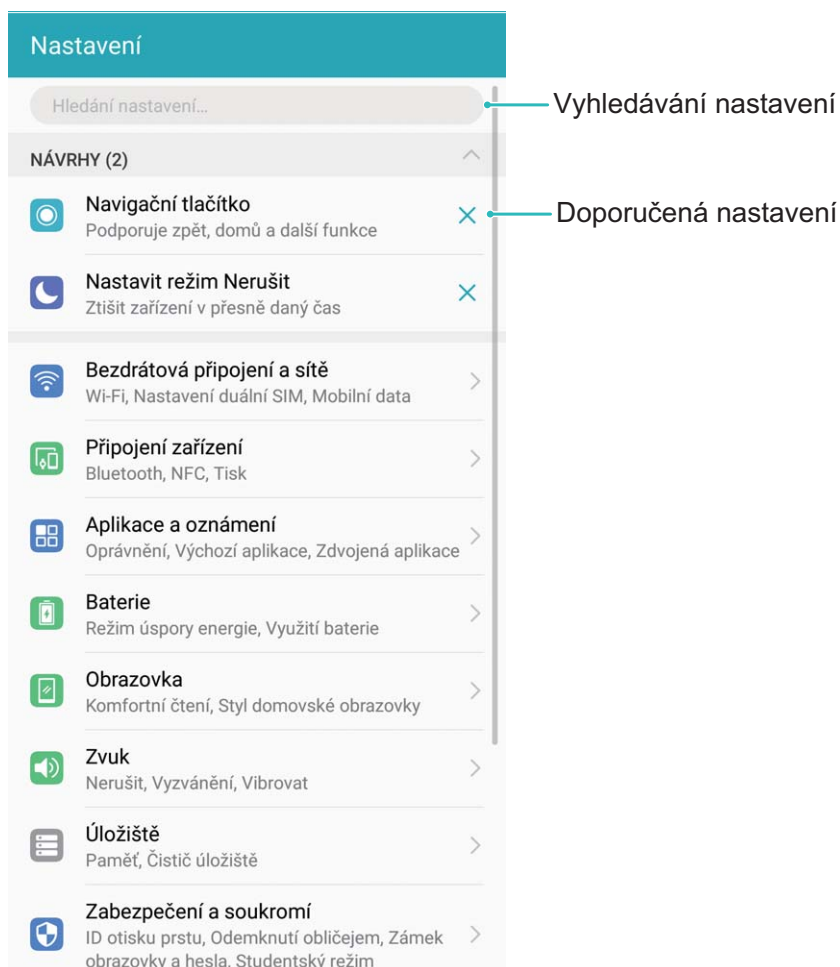 Nastavení
Hledání nastavení...
Vyhledávání nastavení
NÁVRHY (2)
Navigační tlačítko
Podporuje zpět, domů a další funkce
Doporučená nastavení
Nastavit režim Nerušit
Ztišit zařízení v přesně daný čas
Bezdrátová připojení a sítě
Wi-Fi, Nastavení duální SIM, Mobilní data
Připojení zařízení
Bluetooth, NFC, Tisk
Aplikace a oznámení
Oprávnění, Výchozí aplikace, Zdvojená aplikace
Baterie
Režim úspory energie, Využití baterie
Obrazovka
Komfortní čtení, Styl domovské obrazovky
Zvuk
Nerušit, Vyzvánění, Vibrovat
Úložiště
Paměť, Čistič úložiště
Zabezpečení a soukromí
ID otisku prstu, Odemknutí obličejem, Zámek
obrazovky a hesla, Studentský režim